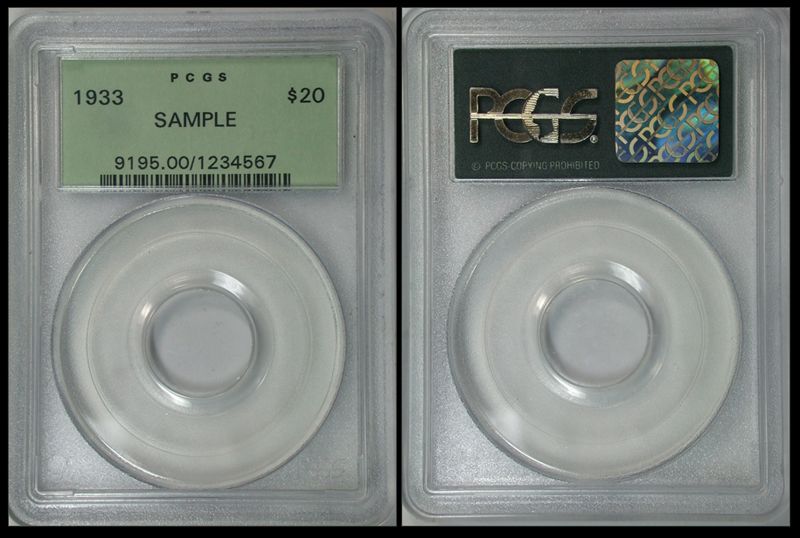 PCGS
1933 $20
SAMPLE
9195.00/1234567
PCGS®
© PCGS-COPYING PROHIBITED